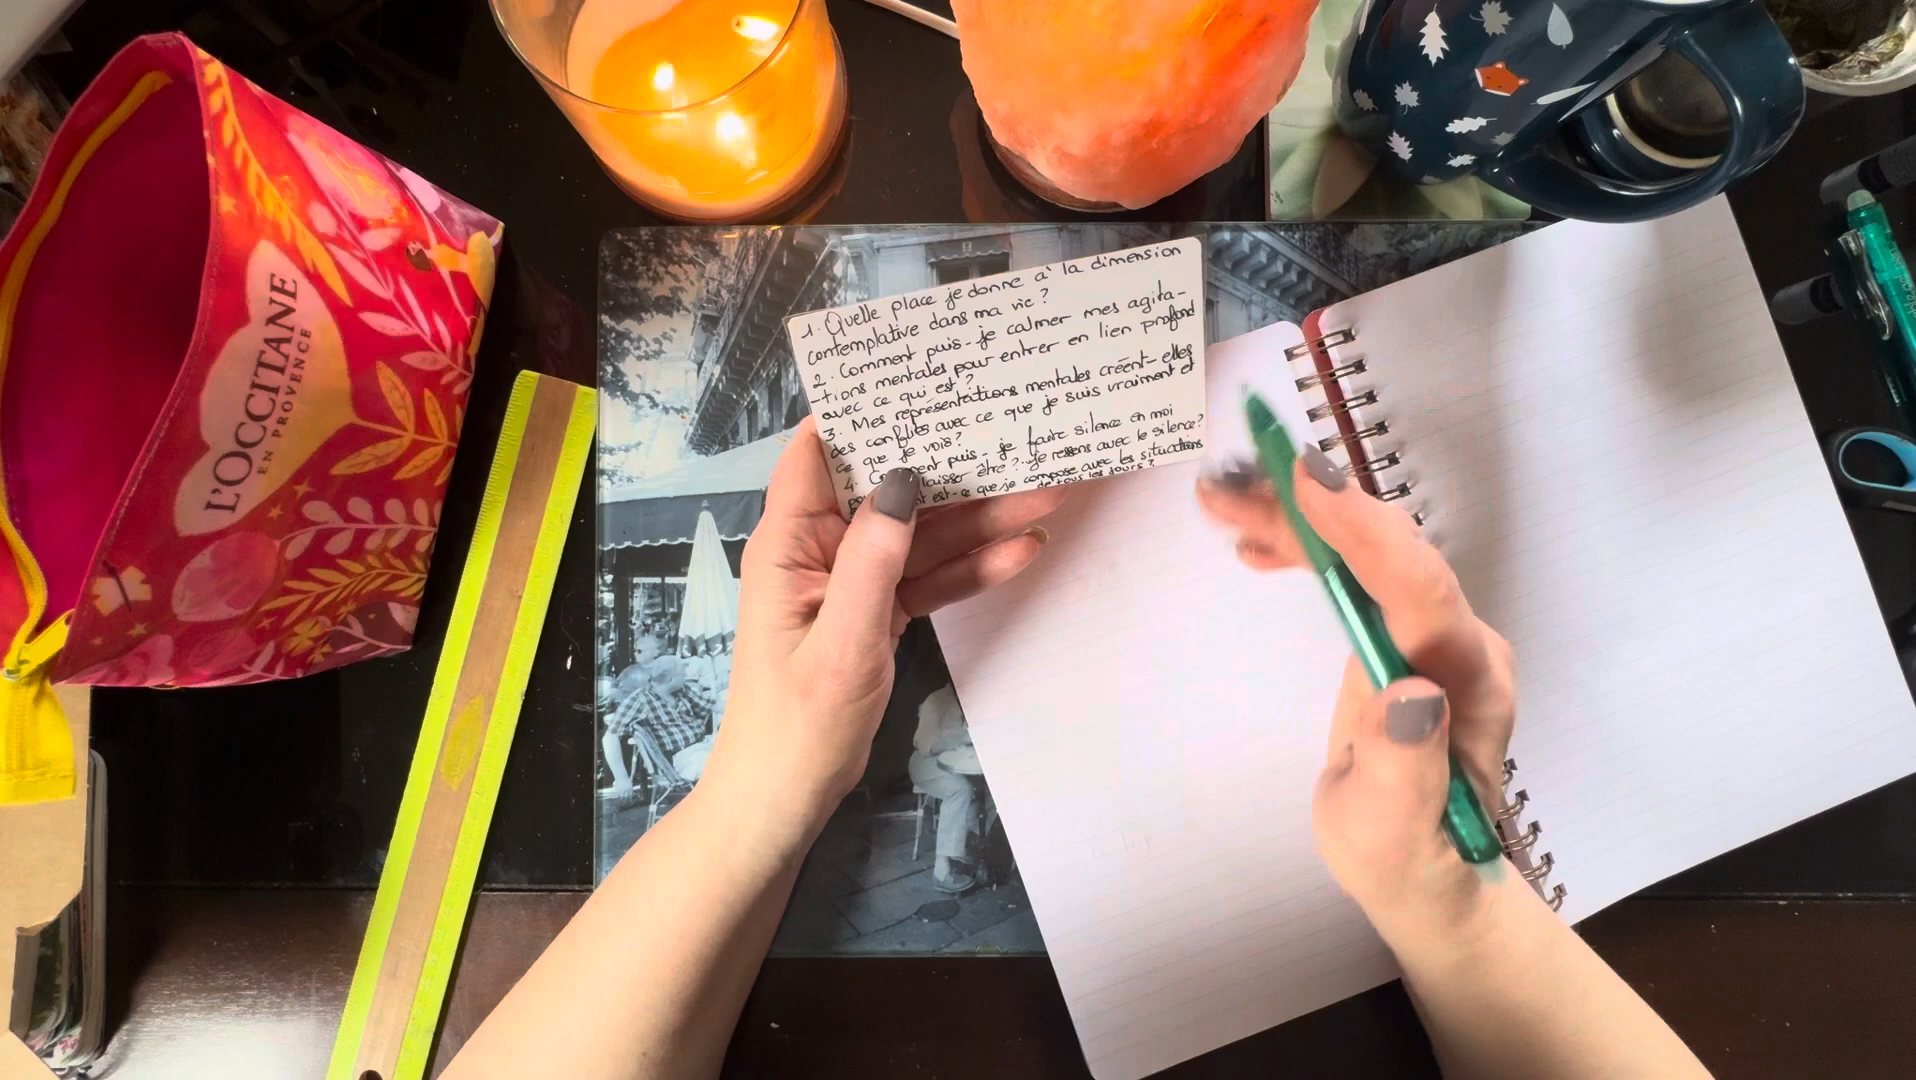 L'OCCITANE
EN PROVENCE
1. Quelle place je donne à la dimension
contemplative dans ma vie ?
2. Comment puis-je calmer mes agita-
-tions mentales pour entrer en lien profond
avec ce qui est ?
3. Mes représentations mentales créent-elles
des conflits avec ce que je suis vraiment et
ce que je vois ?
4. puis-je faire silence en moi
laisser être ? je ressens avec le silence ?
est-ce que je compose avec les situations
de tous les jours ?